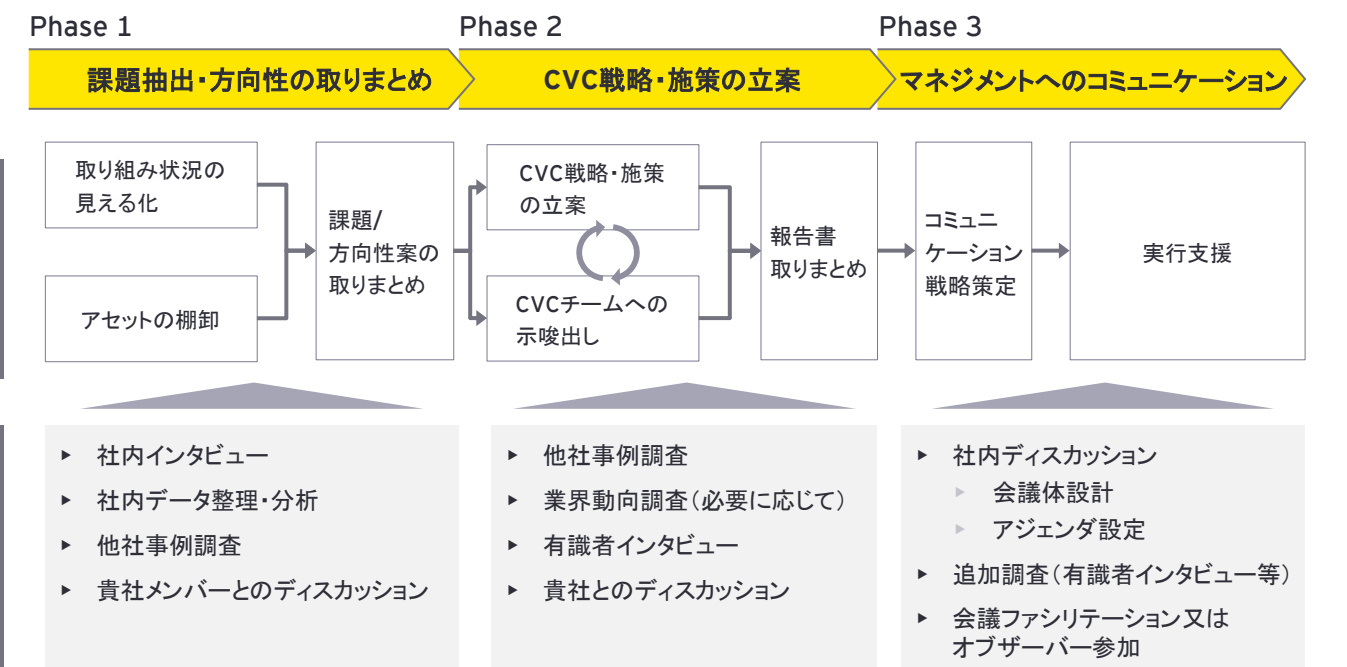 Phase 1
Phase 2
Phase 3
課題抽出・方向性の取りまとめ
CVC戦略・施策の立案
マネジメントへのコミュニケーション
取り組み状況の
見える化
アセットの棚卸
課題/
方向性案の
取りまとめ
CVC戦略・施策
の立案
CVCチームへの
示唆出し
報告書
取りまとめ
コミュニ
ケーション
戦略策定
実行支援
▶ 社内インタビュー
▶ 社内データ整理・分析
▶ 他社事例調査
▶ 貴社メンバーとのディスカッション
▶ 他社事例調査
▶ 業界動向調査（必要に応じて）
▶ 有識者インタビュー
▶ 貴社とのディスカッション
▶ 社内ディスカッション
▶ 会議体設計
▶ アジェンダ設定
▶ 追加調査（有識者インタビュー等）
▶ 会議ファシリテーション又は
オブザーバー参加